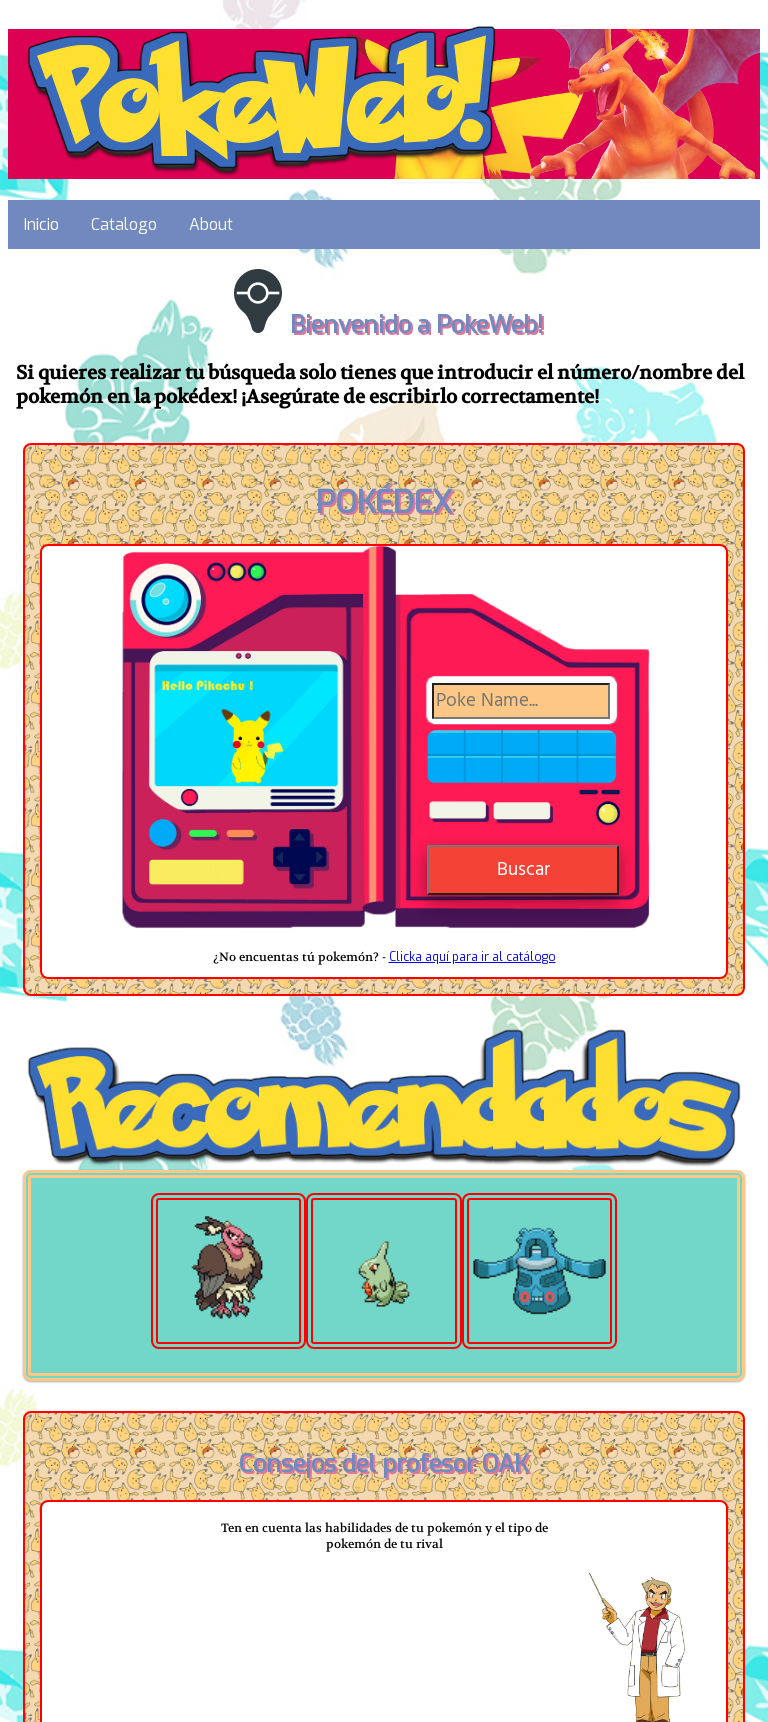 PokeWeb!
Inicio Catalogo About
Bienvenido a PokeWeb!
Si quieres realizar tu búsqueda solo tienes que introducir el número/nombre del
pokemón en la pokédex! ¡Asegúrate de escribirlo correctamente!
POKÉDEX
Hello Pikachu !
Poke Name...
Buscar
¿No encuentas tú pokemón? - Clicka aquí para ir al catálogo
Recomendados
Consejos del profesor OAK
Ten en cuenta las habilidades de tu pokemón y el tipo de
pokemón de tu rival